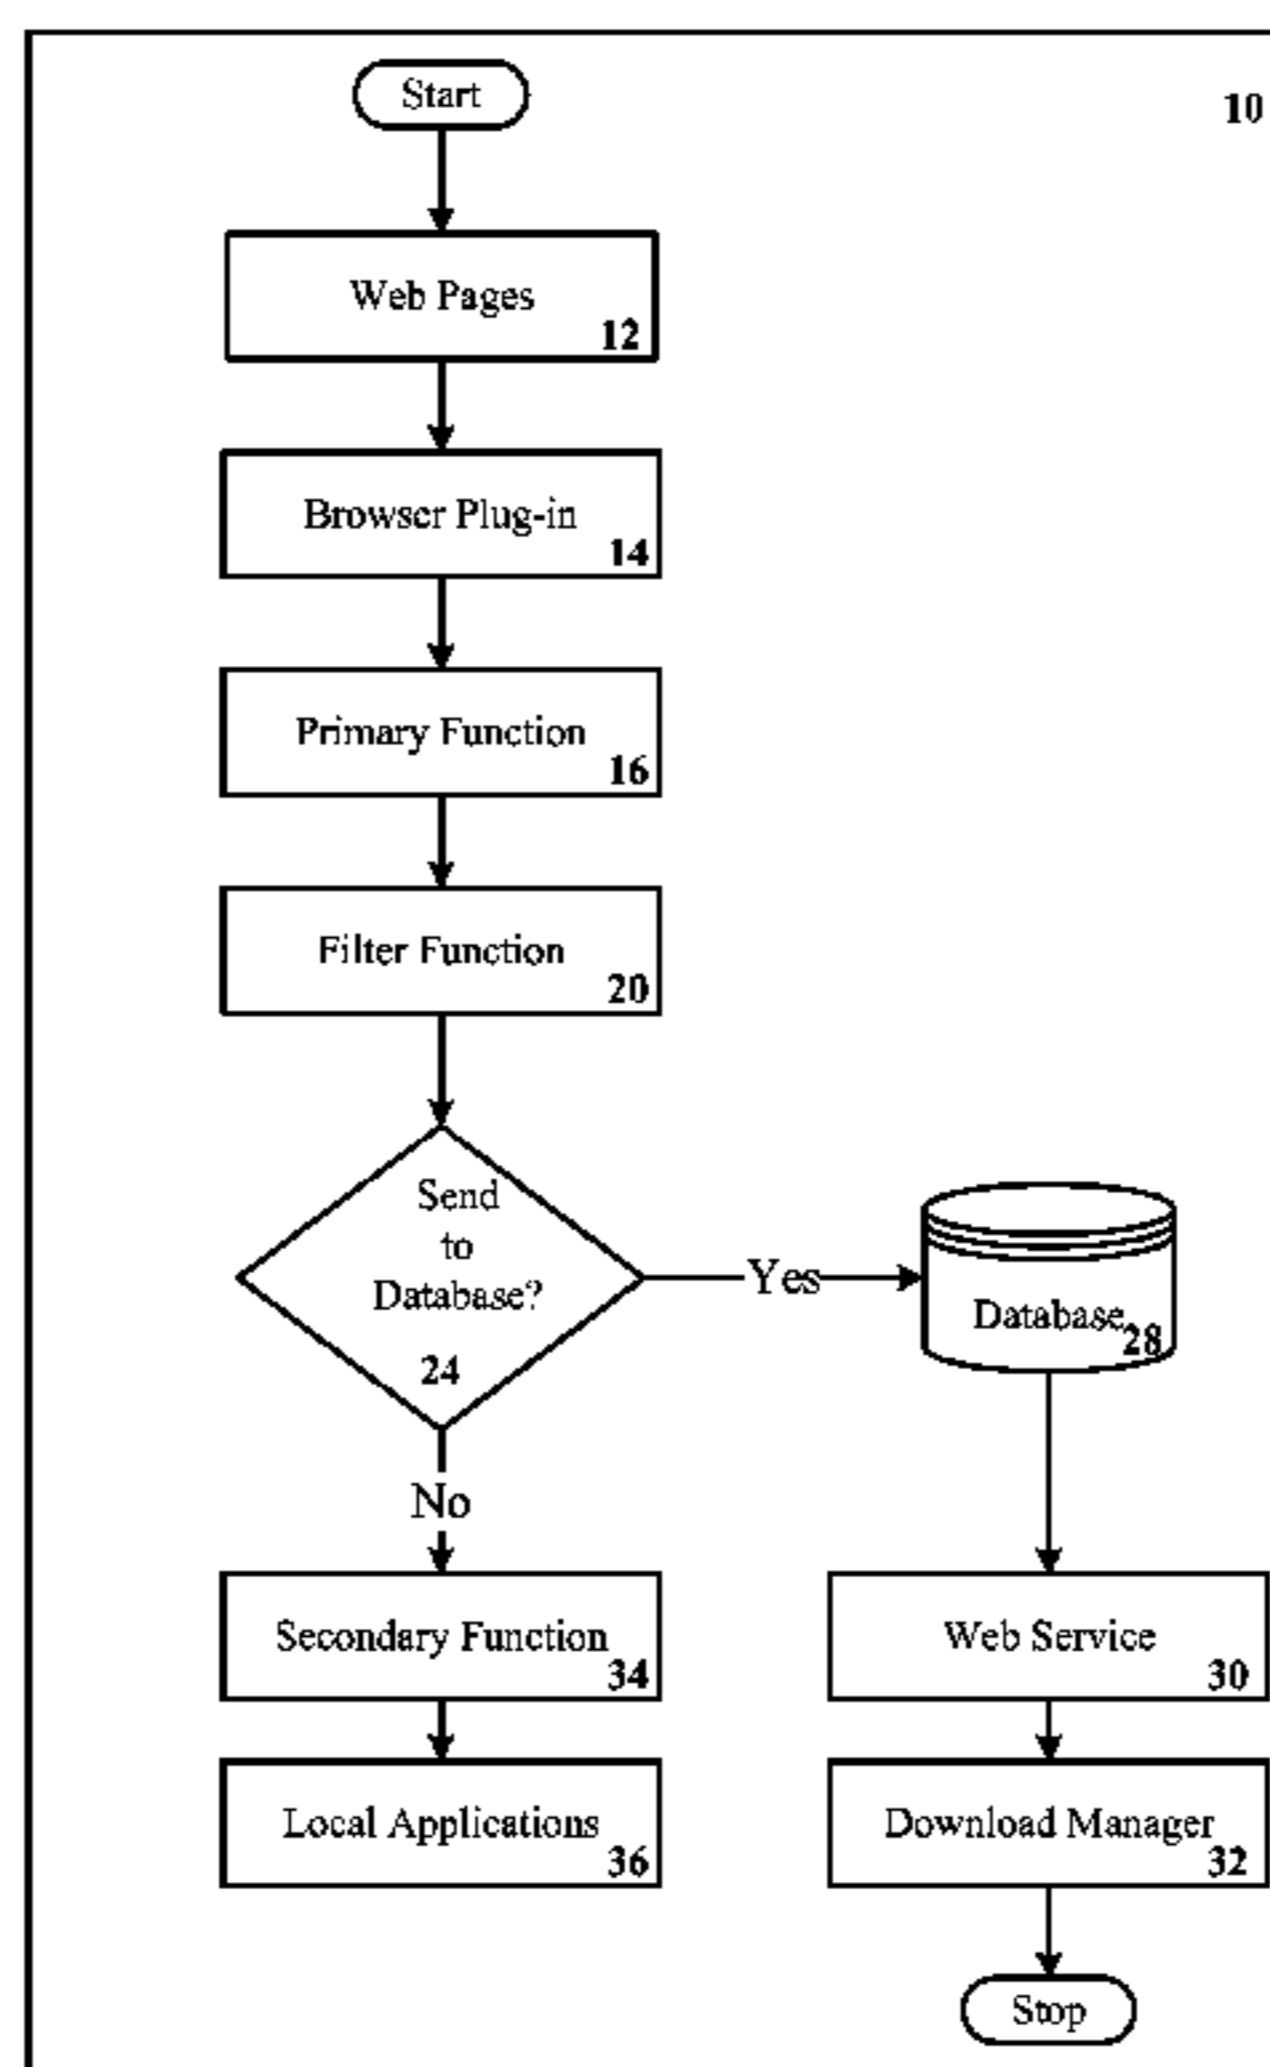 Start
10
Web Pages
12
Browser Plug-in
14
Primary Function
16
Filter Function
20
Send
to
Database?
24
Yes
Database
28
No
Secondary Function
34
Web Service
30
Local Applications
36
Download Manager
32
Stop